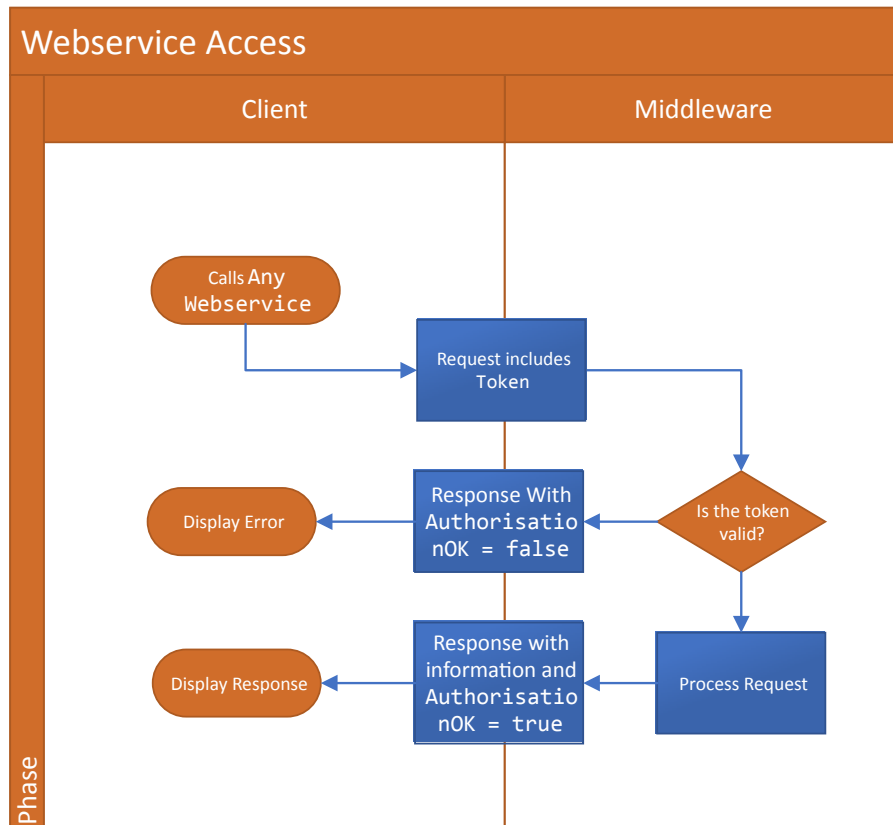 Webservice Access
Client
Middleware
Calls Any
Webservice
Request includes
Token
Response With
Authorisatio
nOK = false
Display Error
Is the token
valid?
Response with
information and
Authorisatio
nOK = true
Display Response
Process Request
Phase